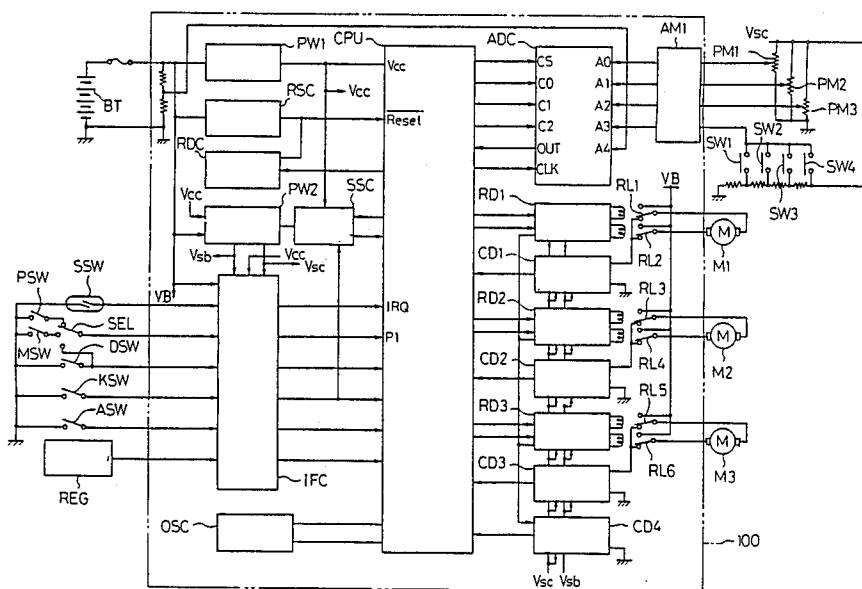 PW1
CPU
ADC
AM1
Vsc
PM1
PM2
PM3
Vcc
CS
A0
C0
A1
C1
A2
C2
A3
OUT
A4
CLK
BT
RSC
Vcc
Reset
RDC
PW2
SSC
Vcc
Vsb
Vcc
Vsc
SW1
SW2
SW3
SW4
RD1
RL1
VB
RL2
M
M1
CD1
RD2
RL3
RL4
M
M2
CD2
RD3
RL5
RL6
M
M3
CD3
CD4
Vsc
Vsb
PSW
SSW
VB
SEL
MSW
DSW
KSW
ASW
REG
IRQ
P1
IFC
OSC
100